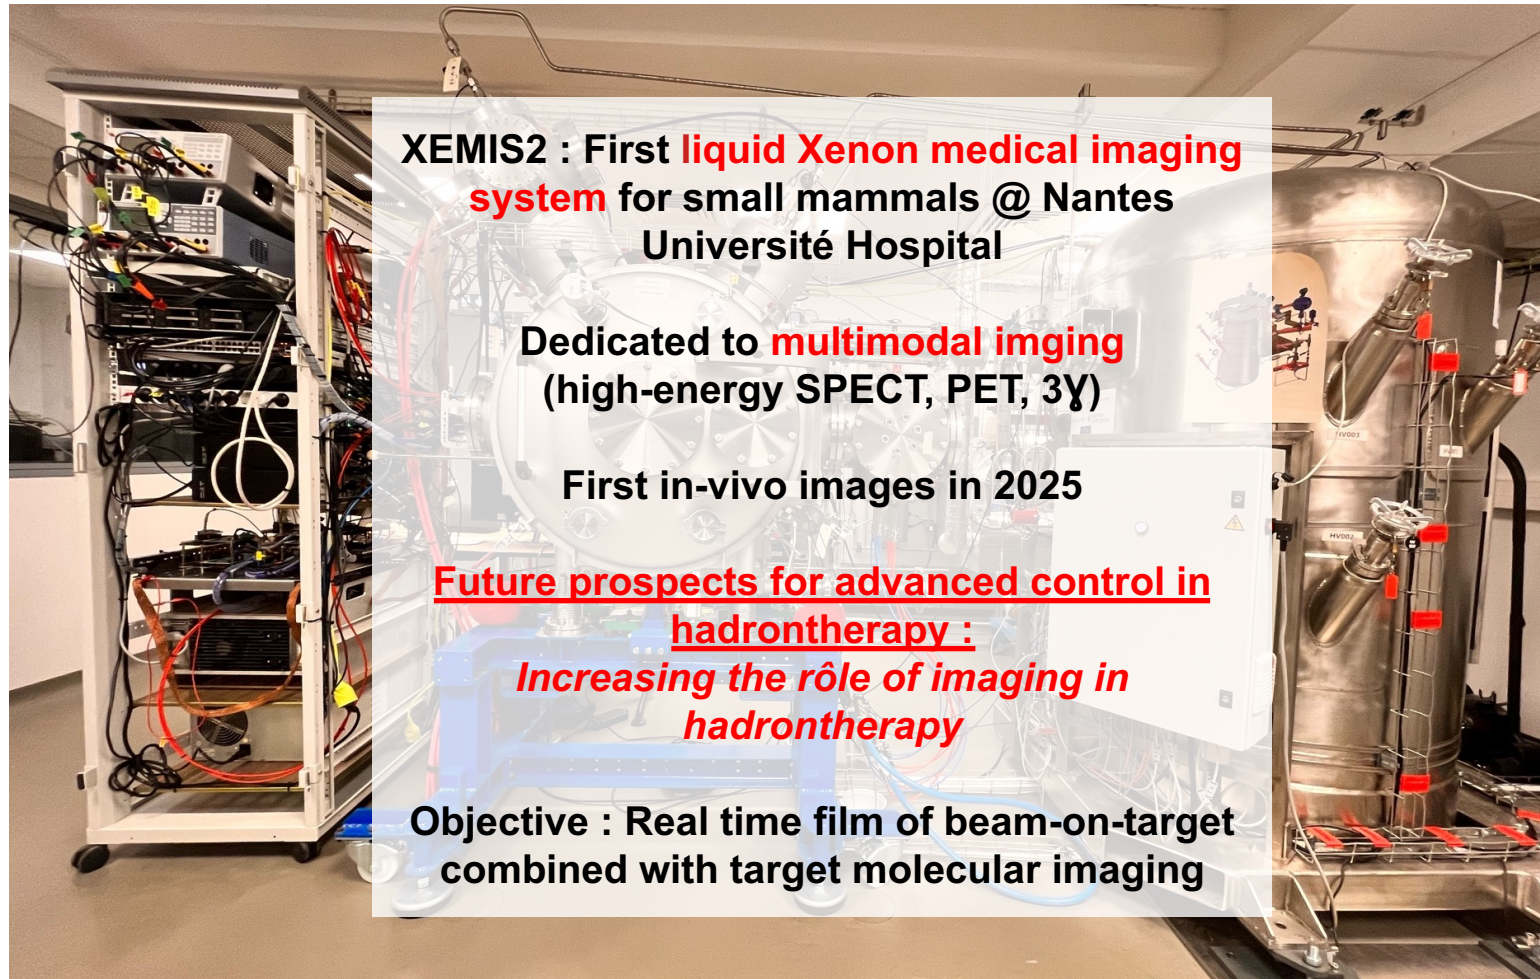 XEMIS2 : First liquid Xenon medical imaging
system for small mammals @ Nantes
Université Hospital
Dedicated to multimodal imging
(high-energy SPECT, PET, 3Ɣ)
First in-vivo images in 2025
Future prospects for advanced control in
hadrontherapy :
Increasing the rôle of imaging in
hadrontherapy
Objective : Real time film of beam-on-target
combined with target molecular imaging
HV003
HV002